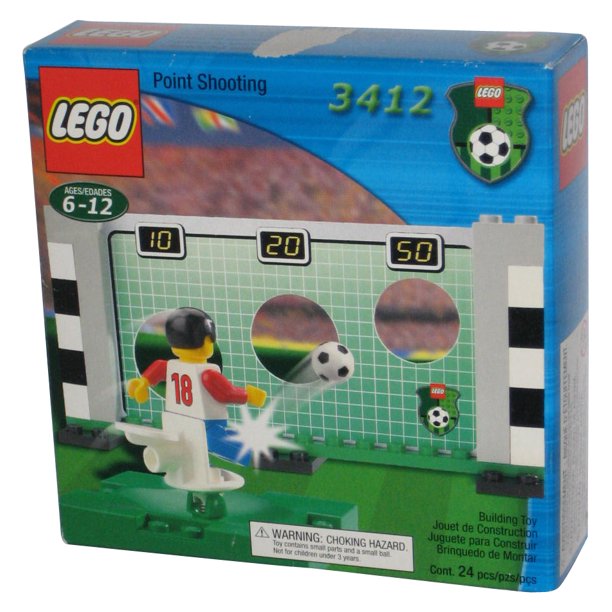 Point Shooting
3412
LEGO
LEGO
AGES/EDADES
6-12
10 20 50
18
LEGO
⚠ WARNING: CHOKING HAZARD.
Toy contains small parts and a small ball.
Not for children under 3 years.
Building Toy
Jouet de Construction
Juguete para Construir
Brinquedo de Montar
Cont. 24 pcs/pzs/pçs